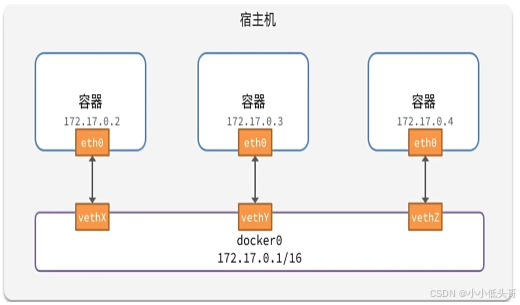 宿主机
容器 容器 容器
172.17.0.2 172.17.0.3 172.17.0.4
eth0 eth0 eth0
vethX vethY vethZ
docker0
172.17.0.1/16
CSDN @小小低头哥